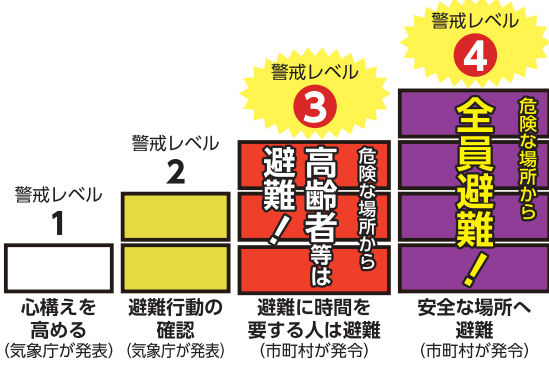 警戒レベル
1
心構えを
高める
（気象庁が発表）
警戒レベル
2
避難行動の
確認
（気象庁が発表）
警戒レベル
3
危険な場所から
高齢者等は
避難！
避難に時間を
要する人は避難
（市町村が発令）
警戒レベル
4
危険な場所から
全員避難！
安全な場所へ
避難
（市町村が発令）